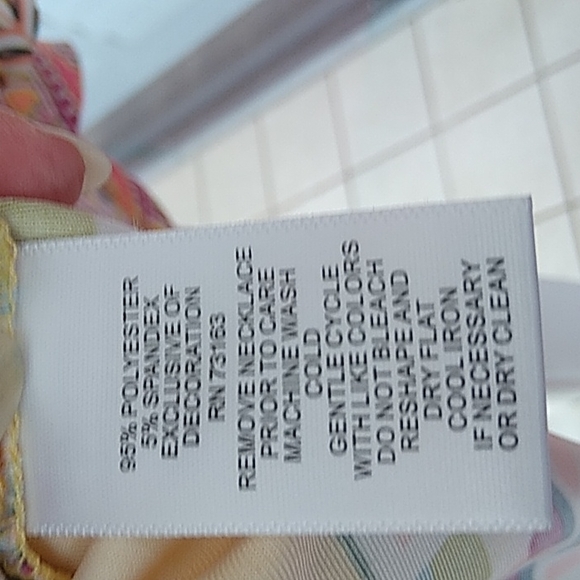 95% POLYESTER
5% SPANDEX
EXCLUSIVE OF
DECORATION
RN 73163
REMOVE NECKLACE
PRIOR TO CARE
MACHINE WASH
COLD
GENTLE CYCLE
WITH LIKE COLORS
DO NOT BLEACH
RESHAPE AND
DRY FLAT
COOL IRON
IF NECESSARY
OR DRY CLEAN